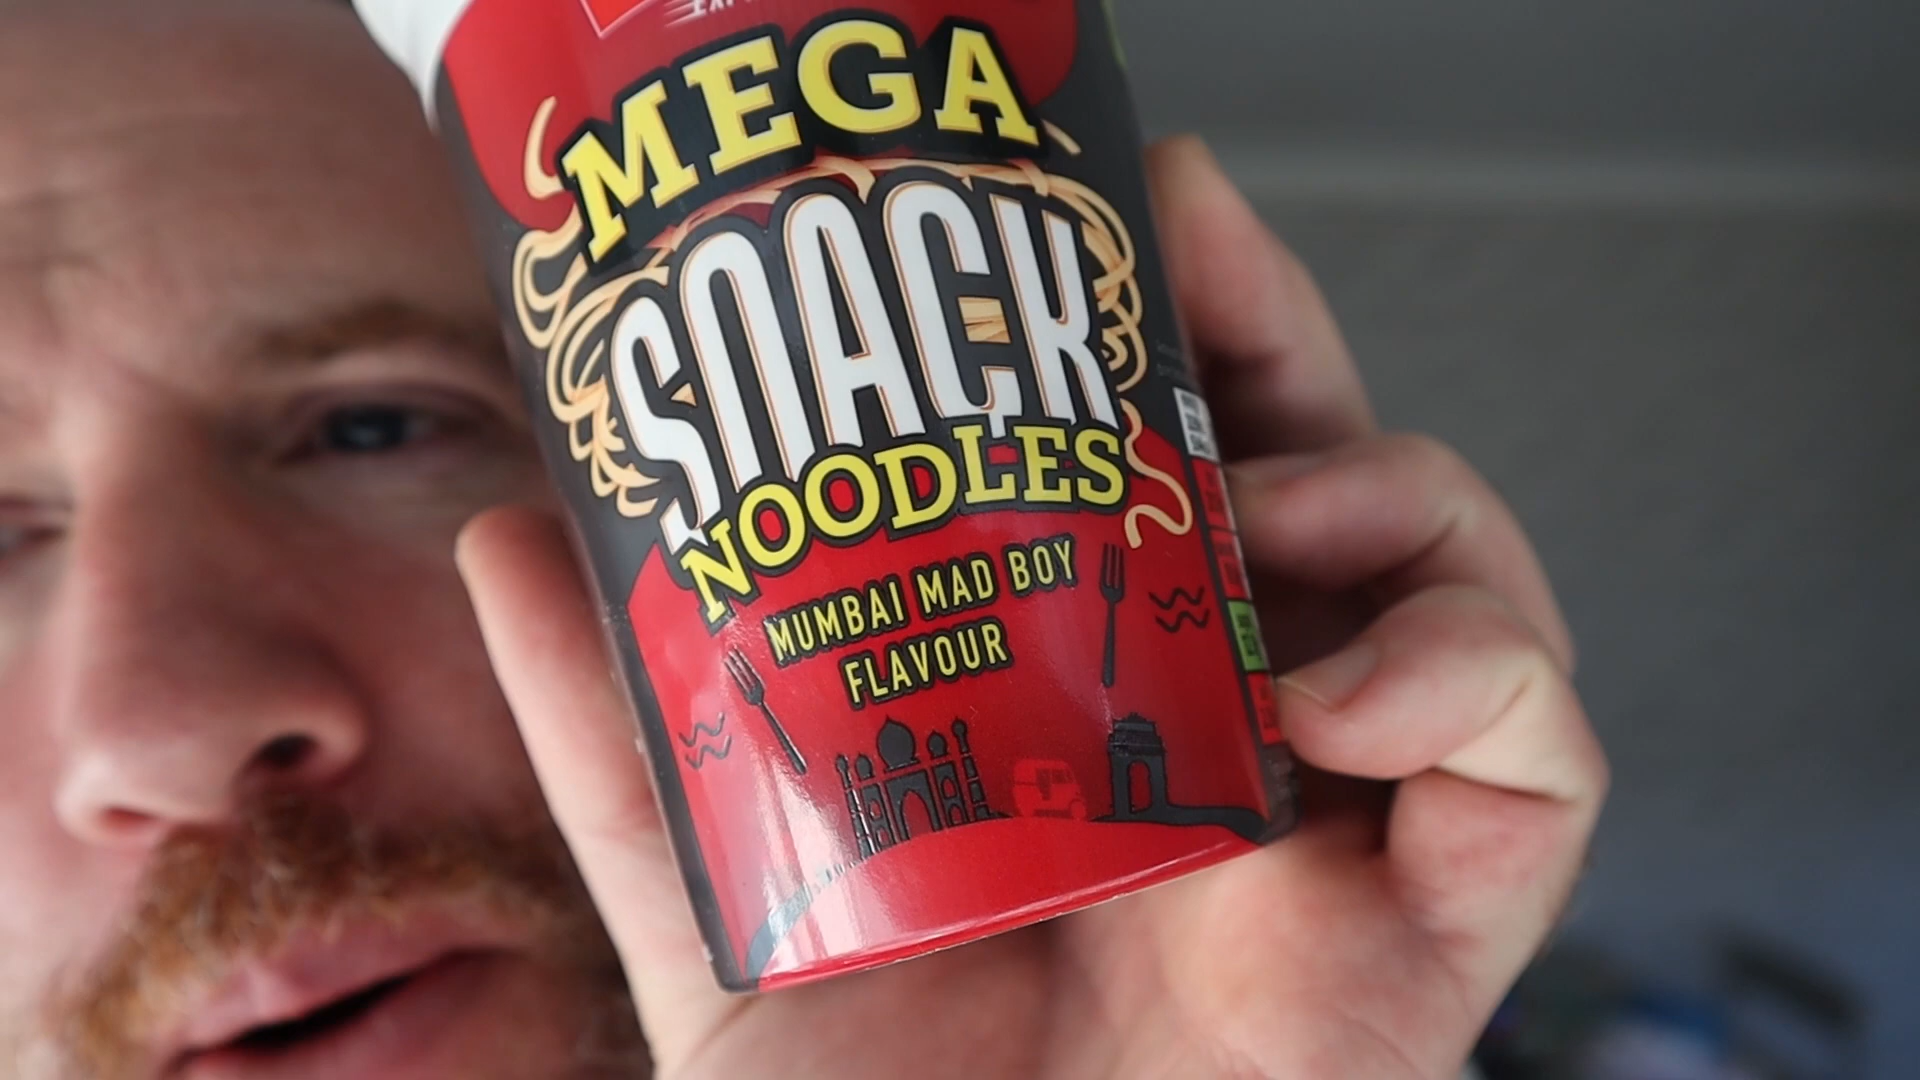 MEGA
SNACK
NOODLES
MUMBAI MAD BOY
FLAVOUR